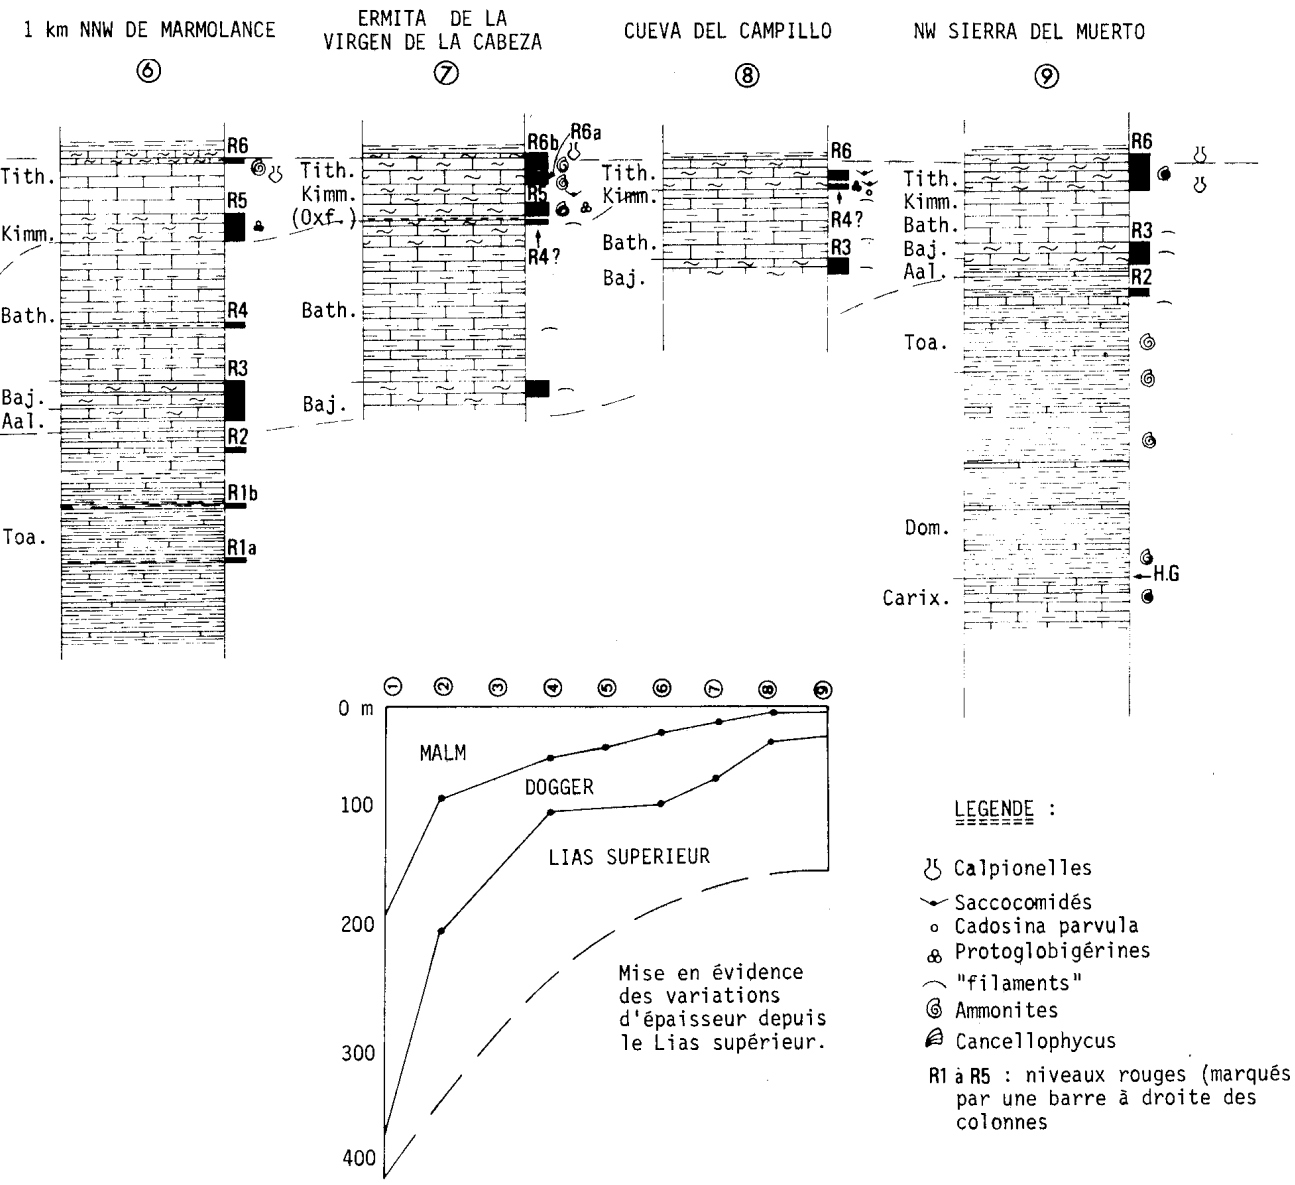 1 km NNW DE MARMOLANCE
⑥
ERMITA DE LA
VIRGEN DE LA CABEZA
⑦
CUEVA DEL CAMPILLO
⑧
NW SIERRA DEL MUERTO
⑨
R6
Tith.
R5
Kimm.
R4
Bath.
R3
Baj.
Aal.
R2
R1b
Toa.
R1a
R6a
R6b
Tith.
Kimm.
R5
(Oxf.)
R4?
Bath.
Baj.
R6
Tith.
Kimm.
R4?
Bath.
R3
Baj.
R6
Tith.
Kimm.
Bath.
R3
Baj.
Aal.
R2
Toa.
Dom.
H.G
Carix.
① ② ③ ④ ⑤ ⑥ ⑦ ⑧ ⑨
0 m
MALM
DOGGER
100
LIAS SUPERIEUR
200
300
400
Mise en évidence
des variations
d'épaisseur depuis
le Lias supérieur.
LEGENDE :
Calpionelles
Saccocomidés
Cadosina parvula
Protoglobigérines
"filaments"
Ammonites
Cancellophycus
R1 à R5 : niveaux rouges (marqués
par une barre à droite des
colonnes